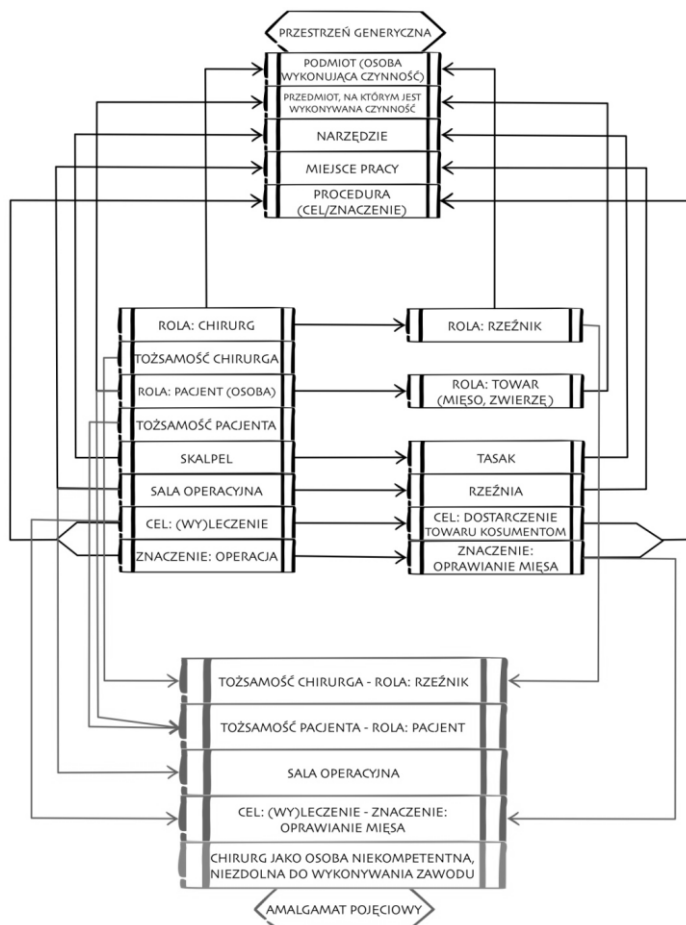 PRZESTRZEŃ GENERYCZNA
PODMIOT (OSOBA
WYKONUJĄCA CZYNNOŚĆ)
PRZEDMIOT, NA KTÓRYM JEST
WYKONYWANA CZYNNOŚĆ
NARZĘDZIE
MIEJSCE PRACY
PROCEDURA
(CEL/ZNACZENIE)
ROLA: CHIRURG
TOŻSAMOŚĆ CHIRURGA
ROLA: PACJENT (OSOBA)
TOŻSAMOŚĆ PACJENTA
SKALPEL
SALA OPERACYJNA
CEL: (WY)LECZENIE
ZNACZENIE: OPERACJA
ROLA: RZEŹNIK
ROLA: TOWAR
(MIĘSO, ZWIERZĘ)
TASAK
RZEŹNIA
CEL: DOSTARCZENIE
TOWARU KOSUMENTOM
ZNACZENIE:
OPRAWIANIE MIĘSA
TOŻSAMOŚĆ CHIRURGA - ROLA: RZEŹNIK
TOŻSAMOŚĆ PACJENTA - ROLA: PACJENT
SALA OPERACYJNA
CEL: (WY)LECZENIE - ZNACZENIE:
OPRAWIANIE MIĘSA
CHIRURG JAKO OSOBA NIEKOMPETENTNA,
NIEZDOLNA DO WYKONYWANIA ZAWODU
AMALGAMAT POJĘCIOWY